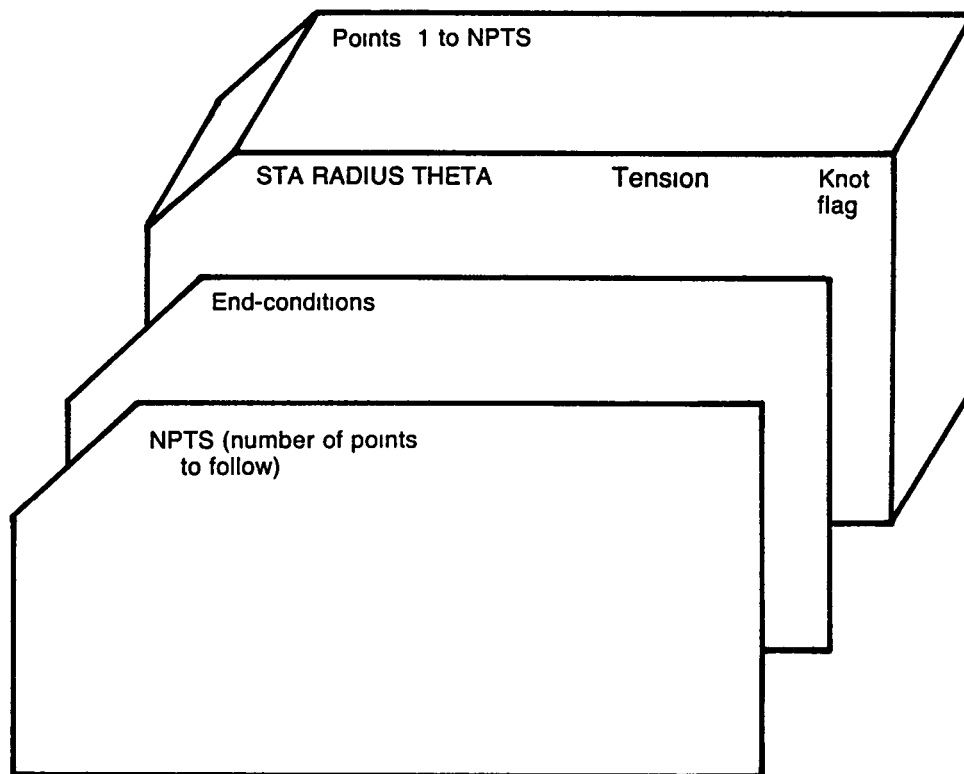 Points 1 to NPTS
STA RADIUS THETA Tension Knot
flag
End-conditions
NPTS (number of points
to follow)